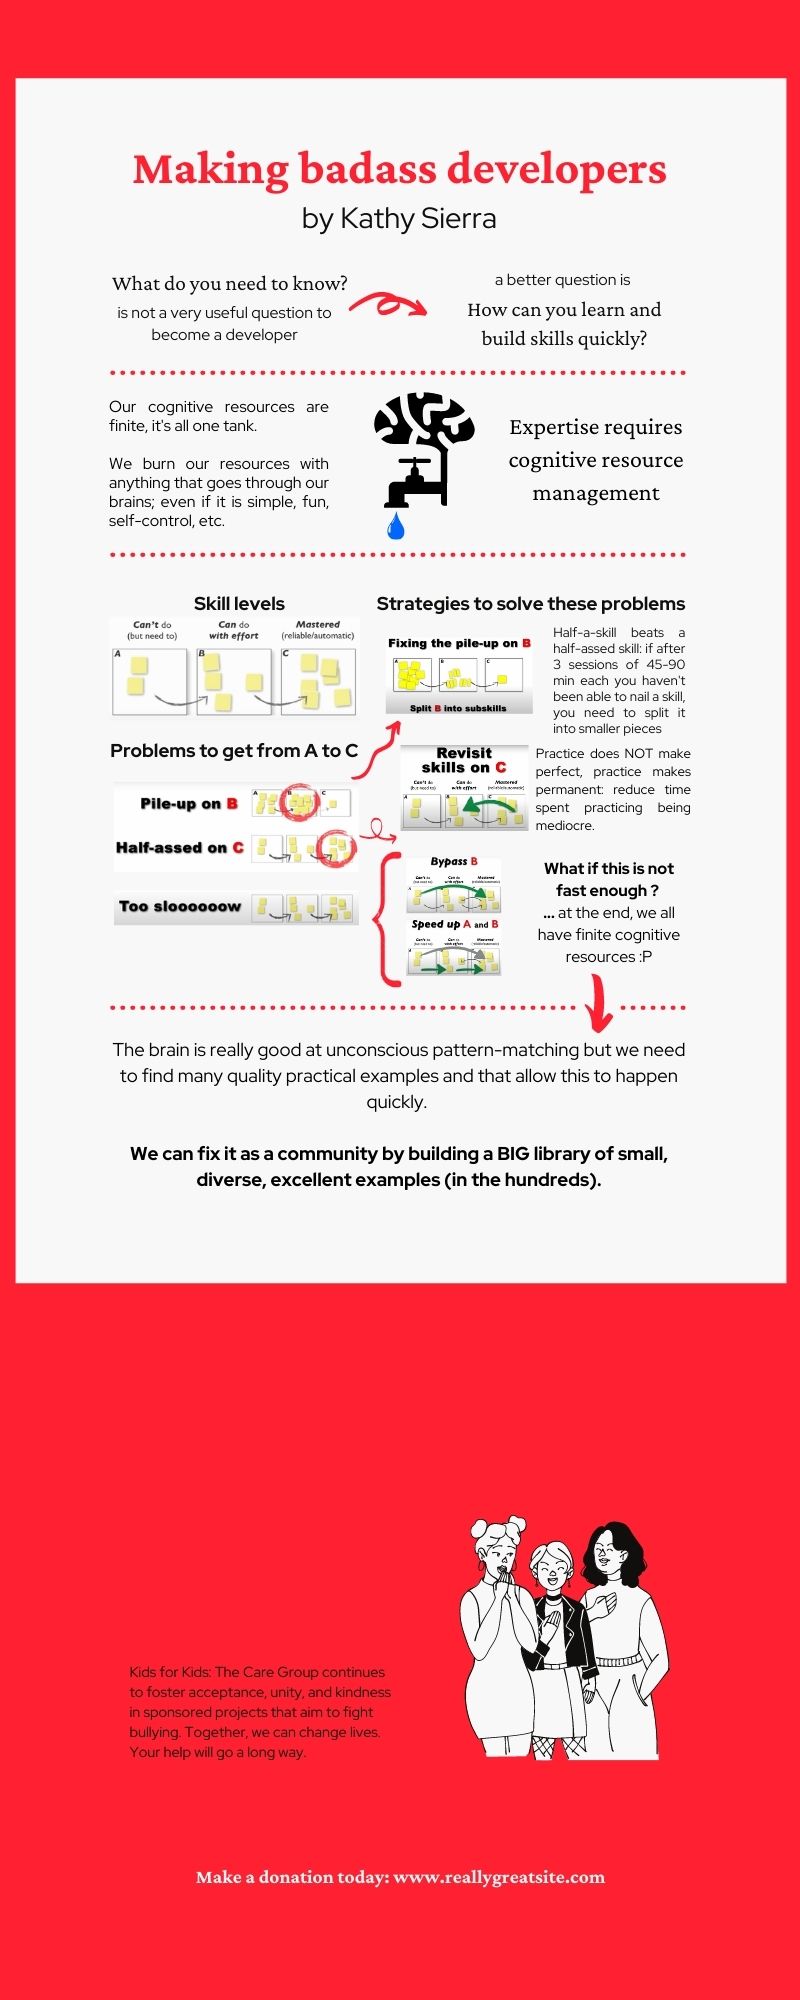 Making badass developers
by Kathy Sierra
What do you need to know?
is not a very useful question to
become a developer
a better question is
How can you learn and
build skills quickly?
Our cognitive resources are
finite, it's all one tank.
We burn our resources with
anything that goes through our
brains; even if it is simple, fun,
self-control, etc.
Expertise requires
cognitive resource
management
Skill levels
Can't do
(but need to)
Can do
with effort
Mastered
(reliable/automatic)
A
B
C
Problems to get from A to C
Pile-up on B
A
B
C
Half-assed on C
Too sloooooow
Strategies to solve these problems
Fixing the pile-up on B
A
B
C
Split B into subskills
Half-a-skill beats a
half-assed skill: if after
3 sessions of 45-90
min each you haven't
been able to nail a skill,
you need to split it
into smaller pieces
Revisit
skills on C
Can't do
(but need to)
Can do
with effort
Mastered
(reliable/automatic)
A
B
C
Practice does NOT make
perfect, practice makes
permanent: reduce time
spent practicing being
mediocre.
Bypass B
Can't do
(but need to)
Can do
with effort
Mastered
(reliable/automatic)
Speed up A and B
Can't do
(but need to)
Can do
with effort
Mastered
(reliable/automatic)
What if this is not
fast enough ?
... at the end, we all
have finite cognitive
resources :P
The brain is really good at unconscious pattern-matching but we need
to find many quality practical examples and that allow this to happen
quickly.
We can fix it as a community by building a BIG library of small,
diverse, excellent examples (in the hundreds).
Kids for Kids: The Care Group continues
to foster acceptance, unity, and kindness
in sponsored projects that aim to fight
bullying. Together, we can change lives.
Your help will go a long way.
Make a donation today: www.reallygreatsite.com